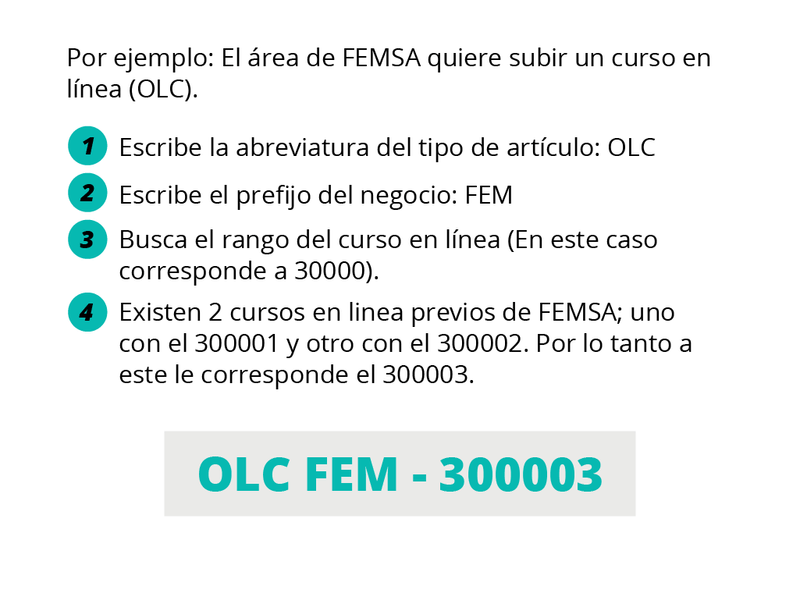 Por ejemplo: El área de FEMSA quiere subir un curso en
línea (OLC).
1 Escribe la abreviatura del tipo de artículo: OLC
2 Escribe el prefijo del negocio: FEM
3 Busca el rango del curso en línea (En este caso
corresponde a 30000).
4 Existen 2 cursos en linea previos de FEMSA; uno
con el 300001 y otro con el 300002. Por lo tanto a
este le corresponde el 300003.
OLC FEM - 300003